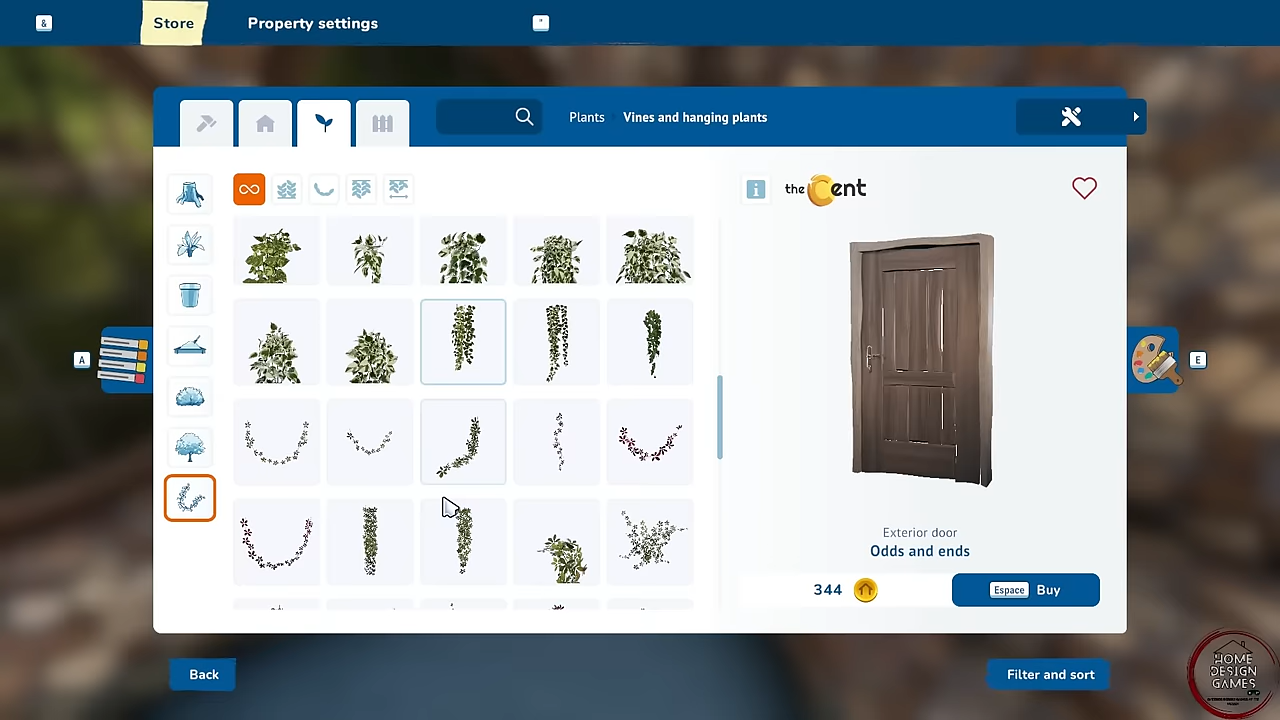 &
Store
Property settings
"
Plants
Vines and hanging plants
i
the Cent
A
E
Exterior door
Odds and ends
344
Espace Buy
Back
Filter and sort
HOME
DESIGN
GAMES